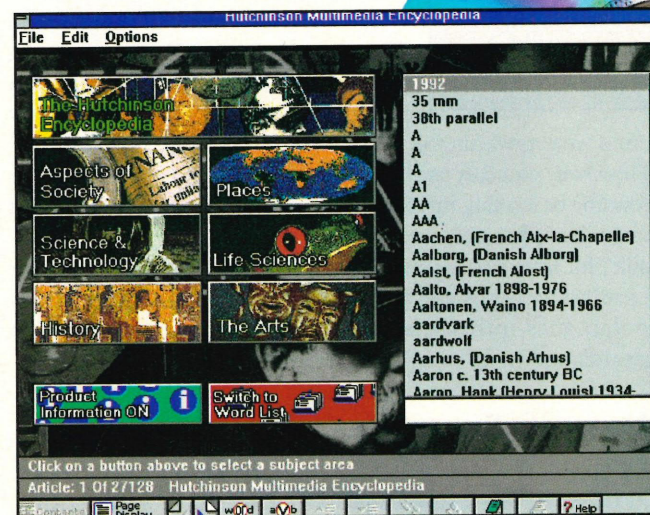 Hutchinson Multimedia Encyclopedia
File Edit Options
The Hutchinson
Encyclopedia
Aspects of
Society
Places
Science &
Technology
Life Sciences
History
The Arts
Product
Information ON
Switch to
Word List
1992
35 mm
38th parallel
A
A
A
A1
AA
AAA
Aachen, (French Aix-la-Chapelle)
Aalborg, (Danish Alborg)
Aalst, (French Alost)
Aalto, Alvar 1898-1976
Aaltonen, Waino 1894-1966
aardvark
aardwolf
Aarhus, (Danish Arhus)
Aaron c. 13th century BC
Aaron, Hank (Henry Louis) 1934-
Click on a button above to select a subject area
Article: 1 Of 27128 Hutchinson Multimedia Encyclopedia
Contents Page
Display word a/b ? Help